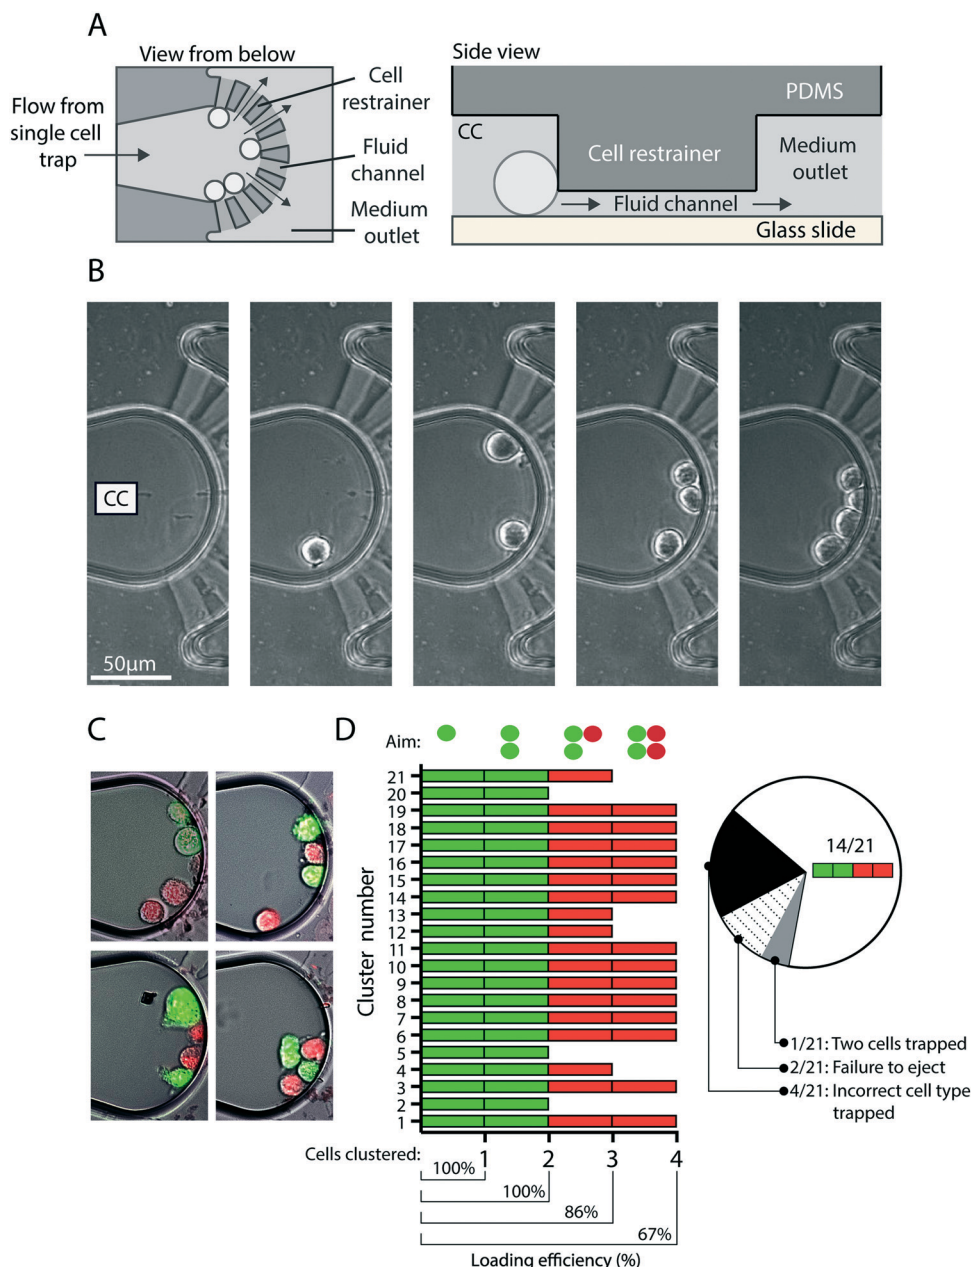 A
View from below
Flow from
single cell
trap
Cell
restrainer
Fluid
channel
Medium
outlet
Side view
PDMS
CC
Cell restrainer
Medium
outlet
Fluid channel
Glass slide
B
CC
50µm
C
D
Aim:
Cluster number
21
20
19
18
17
16
15
14
13
12
11
10
9
8
7
6
5
4
3
2
1
Cells clustered:
1
2
3
4
100%
100%
86%
67%
Loading efficiency (%)
14/21
1/21: Two cells trapped
2/21: Failure to eject
4/21: Incorrect cell type
trapped